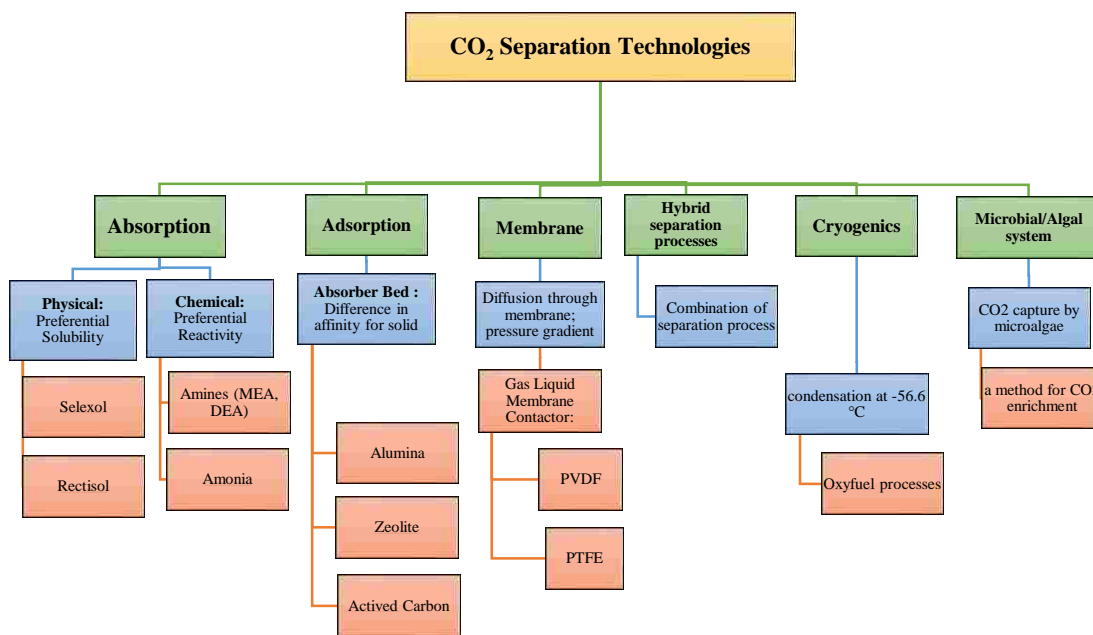 CO₂ Separation Technologies
Absorption
Adsorption
Membrane
Hybrid
separation
processes
Cryogenics
Microbial/Algal
system
Physical:
Preferential
Solubility
Chemical:
Preferential
Reactivity
Absorber Bed :
Difference in
affinity for solid
Diffusion through
membrane;
pressure gradient
Combination of
separation process
condensation at -56.6
°C
CO2 capture by
microalgae
Selexol
Rectisol
Amines (MEA,
DEA)
Amonia
Alumina
Zeolite
Actived Carbon
Gas Liquid
Membrane
Contactor:
PVDF
PTFE
Oxyfuel processes
a method for CO2
enrichment